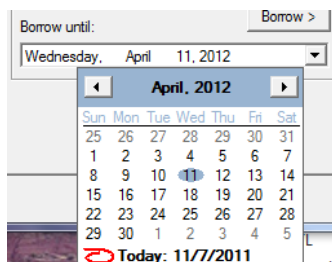 Borrow >
Borrow until:
Wednesday, April 11, 2012
April, 2012
Sun Mon Tue Wed Thu Fri Sat
25 26 27 28 29 30 31
1 2 3 4 5 6 7
8 9 10 11 12 13 14
15 16 17 18 19 20 21
22 23 24 25 26 27 28
29 30 1 2 3 4 5
Today: 11/7/2011
L